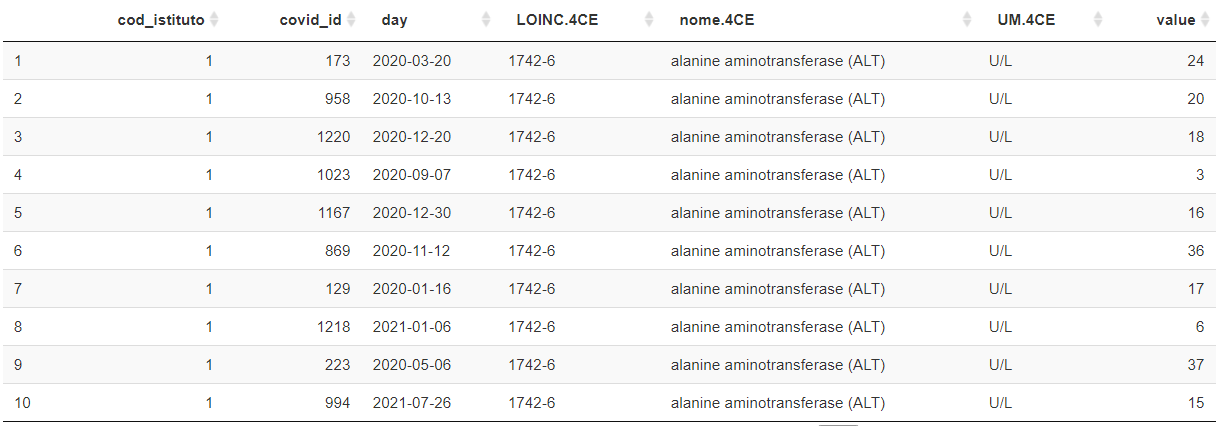 cod_istituto covid_id day LOINC.4CE nome.4CE UM.4CE value
1 1 173 2020-03-20 1742-6 alanine aminotransferase (ALT) U/L 24
2 1 958 2020-10-13 1742-6 alanine aminotransferase (ALT) U/L 20
3 1 1220 2020-12-20 1742-6 alanine aminotransferase (ALT) U/L 18
4 1 1023 2020-09-07 1742-6 alanine aminotransferase (ALT) U/L 3
5 1 1167 2020-12-30 1742-6 alanine aminotransferase (ALT) U/L 16
6 1 869 2020-11-12 1742-6 alanine aminotransferase (ALT) U/L 36
7 1 129 2020-01-16 1742-6 alanine aminotransferase (ALT) U/L 17
8 1 1218 2021-01-06 1742-6 alanine aminotransferase (ALT) U/L 6
9 1 223 2020-05-06 1742-6 alanine aminotransferase (ALT) U/L 37
10 1 994 2021-07-26 1742-6 alanine aminotransferase (ALT) U/L 15